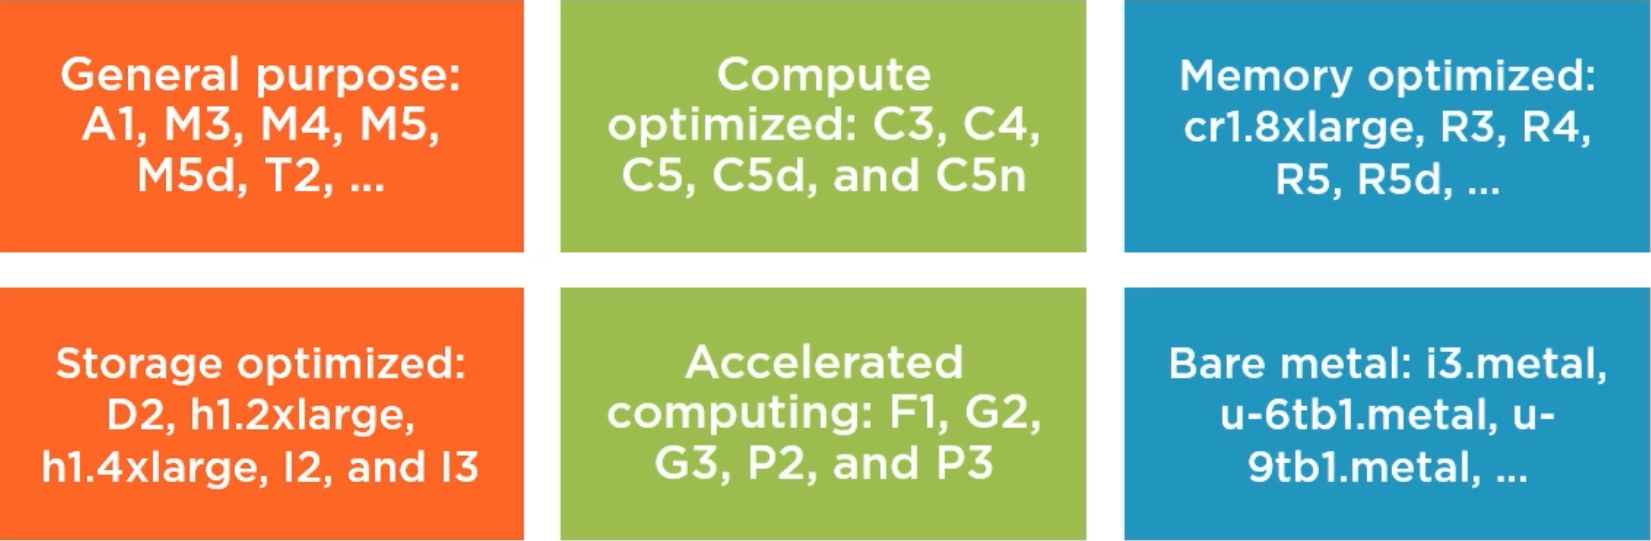 General purpose:
A1, M3, M4, M5,
M5d, T2, ...
Compute
optimized: C3, C4,
C5, C5d, and C5n
Memory optimized:
cr1.8xlarge, R3, R4,
R5, R5d, ...
Storage optimized:
D2, h1.2xlarge,
h1.4xlarge, I2, and I3
Accelerated
computing: F1, G2,
G3, P2, and P3
Bare metal: i3.metal,
u-6tb1.metal, u-
9tb1.metal, ...